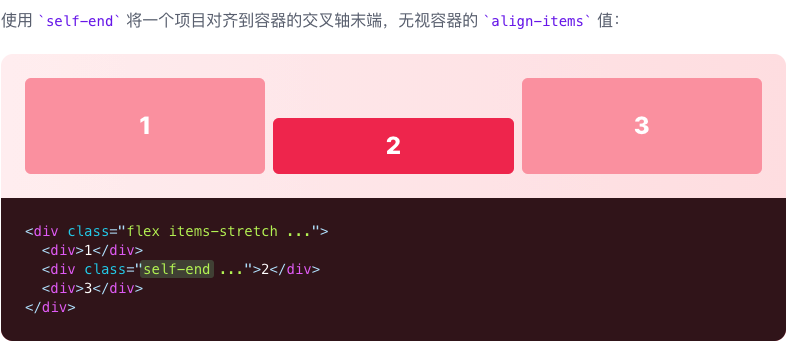 使用 `self-end` 将一个项目对齐到容器的交叉轴末端，无视容器的 `align-items` 值：
1
2
3
<div class="flex items-stretch ...">
  <div>1</div>
  <div class="self-end ...">2</div>
  <div>3</div>
</div>